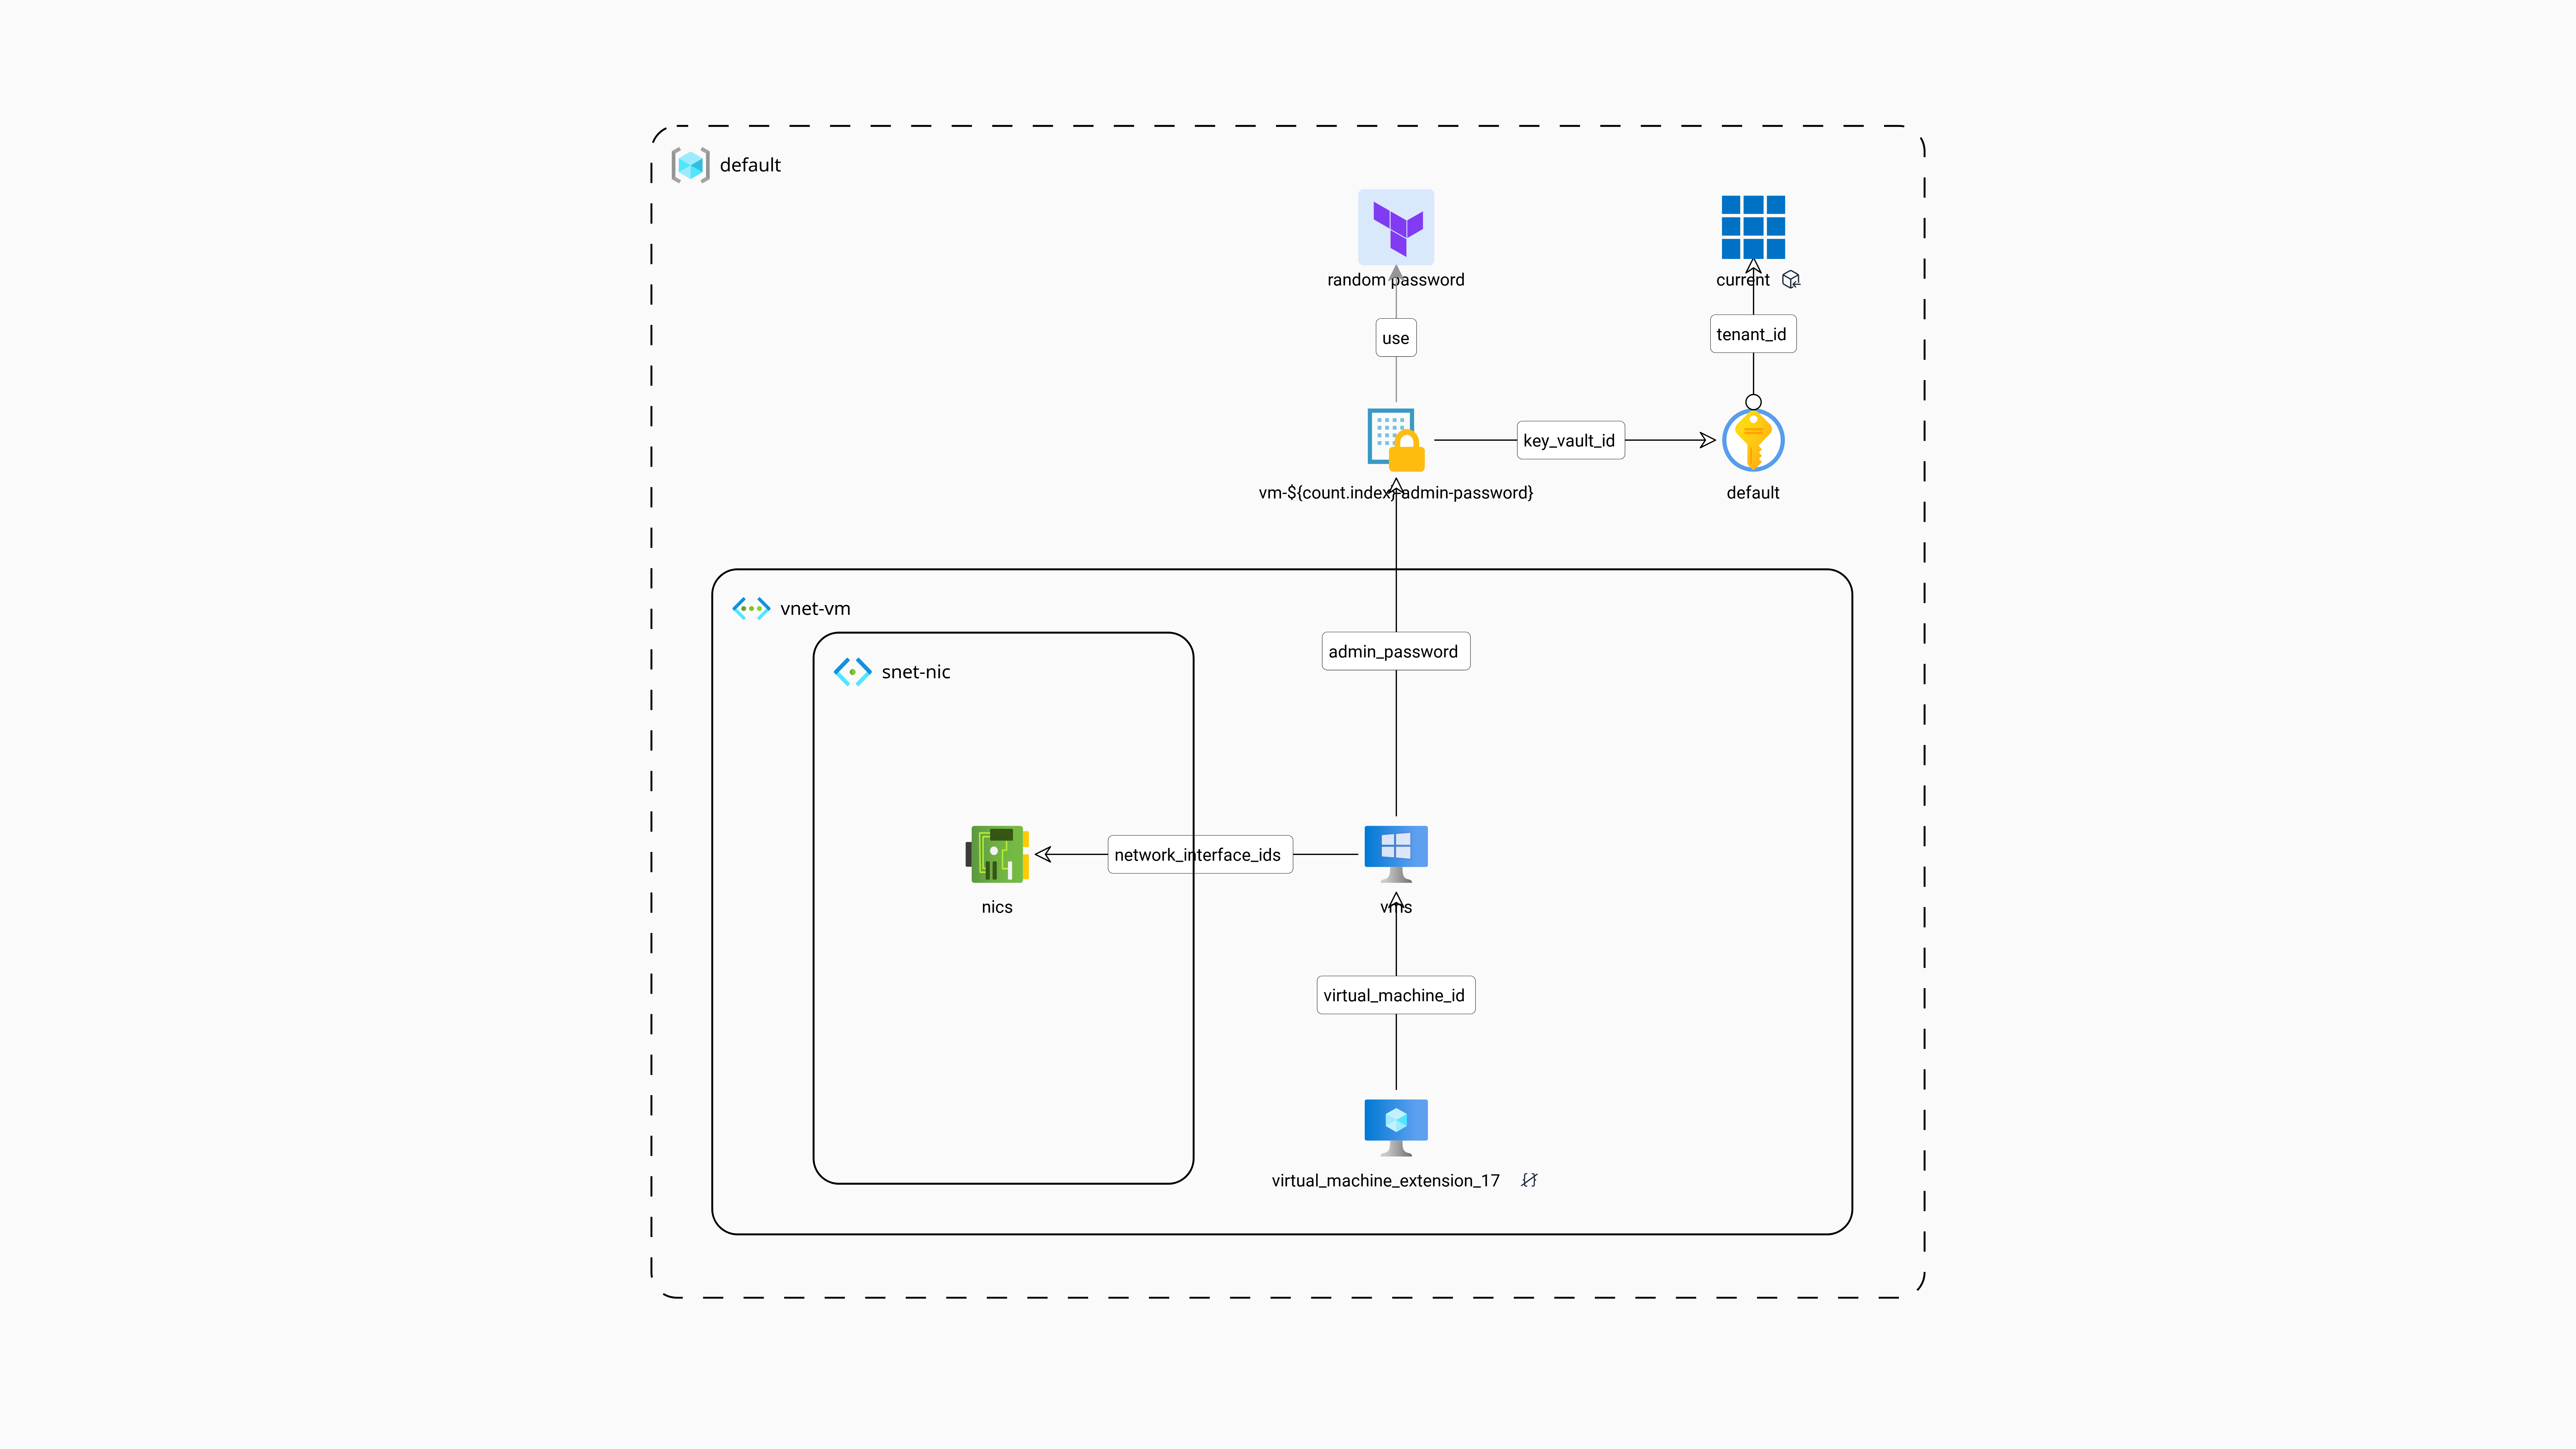 default
random password
current
use
tenant_id
key_vault_id
vm-${count.index}-admin-password}
default
vnet-vm
admin_password
snet-nic
network_interface_ids
nics
vms
virtual_machine_id
virtual_machine_extension_17